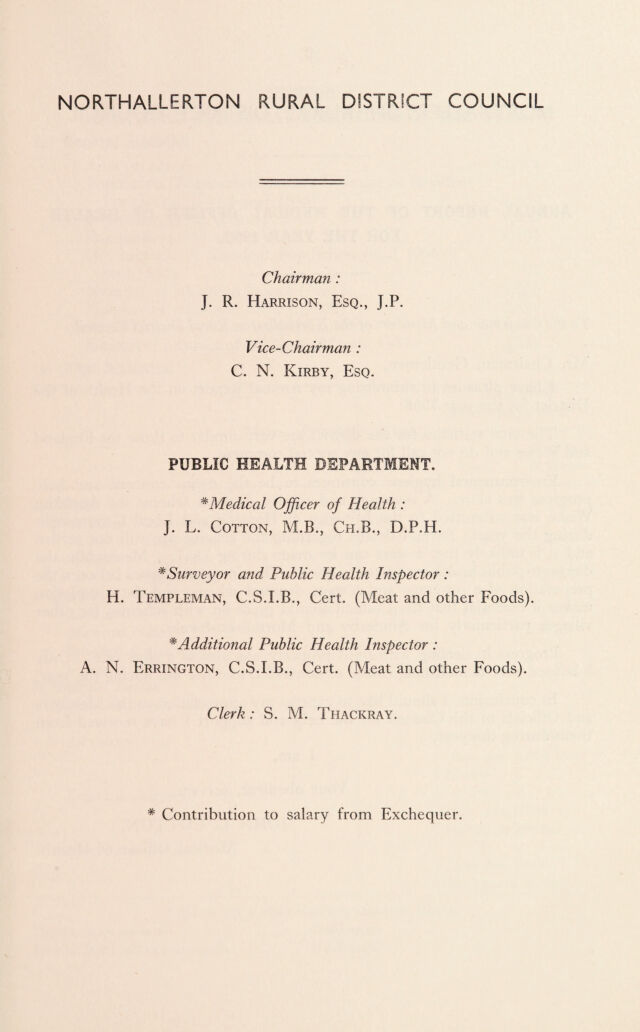 NORTHALLERTON RURAL DISTRICT COUNCIL
Chairman :
J. R. HARRISON, ESQ., J.P.
Vice-Chairman :
C. N. KIRBY, ESQ.
PUBLIC HEALTH DEPARTMENT.
*Medical Officer of Health :
J. L. COTTON, M.B., CH.B., D.P.H.
*Surveyor and Public Health Inspector :
H. TEMPLEMAN, C.S.I.B., Cert. (Meat and other Foods).
*Additional Public Health Inspector :
A. N. ERRINGTON, C.S.I.B., Cert. (Meat and other Foods).
Clerk : S. M. THACKRAY.
* Contribution to salary from Exchequer.